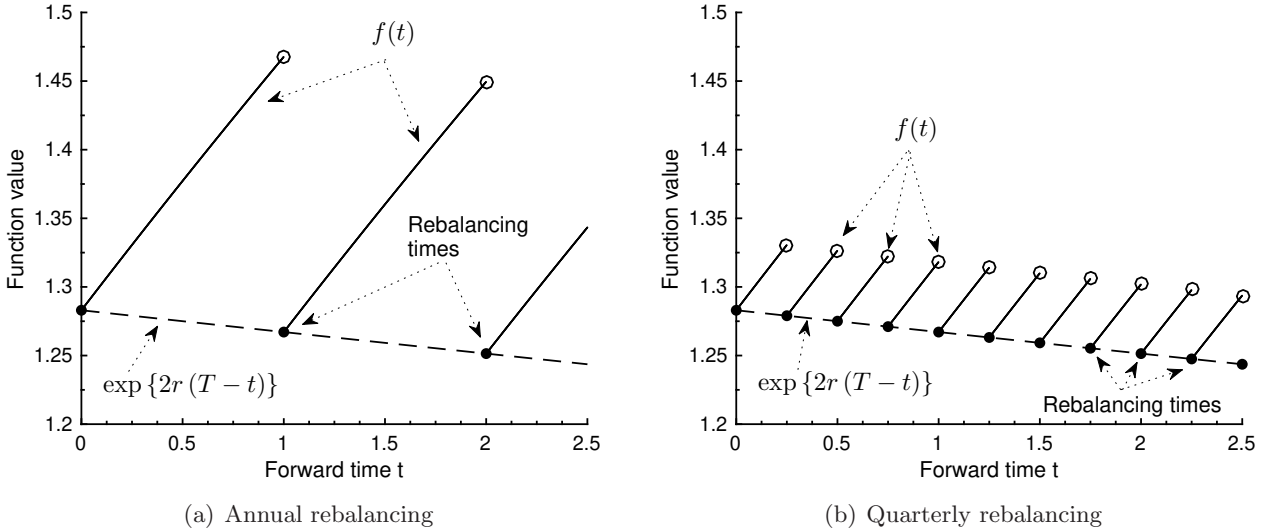 1.5
1.45
1.4
1.35
1.3
1.25
1.2
Function value
f(t)
Rebalancing
times
exp {2r (T − t)}
0 0.5 1 1.5 2 2.5
Forward time t
(a) Annual rebalancing
1.5
1.45
1.4
1.35
1.3
1.25
1.2
Function value
f(t)
exp {2r (T − t)}
Rebalancing times
0 0.5 1 1.5 2 2.5
Forward time t
(b) Quarterly rebalancing